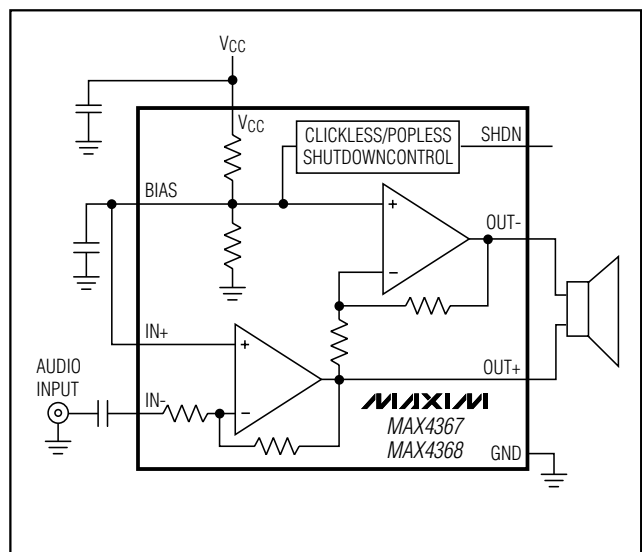 VCC
VCC
CLICKLESS/POPLESS
SHUTDOWNCONTROL
SHDN
BIAS
+
OUT-
−
IN+
+
OUT+
AUDIO
INPUT
IN-
−
MAXIM
MAX4367
MAX4368
GND